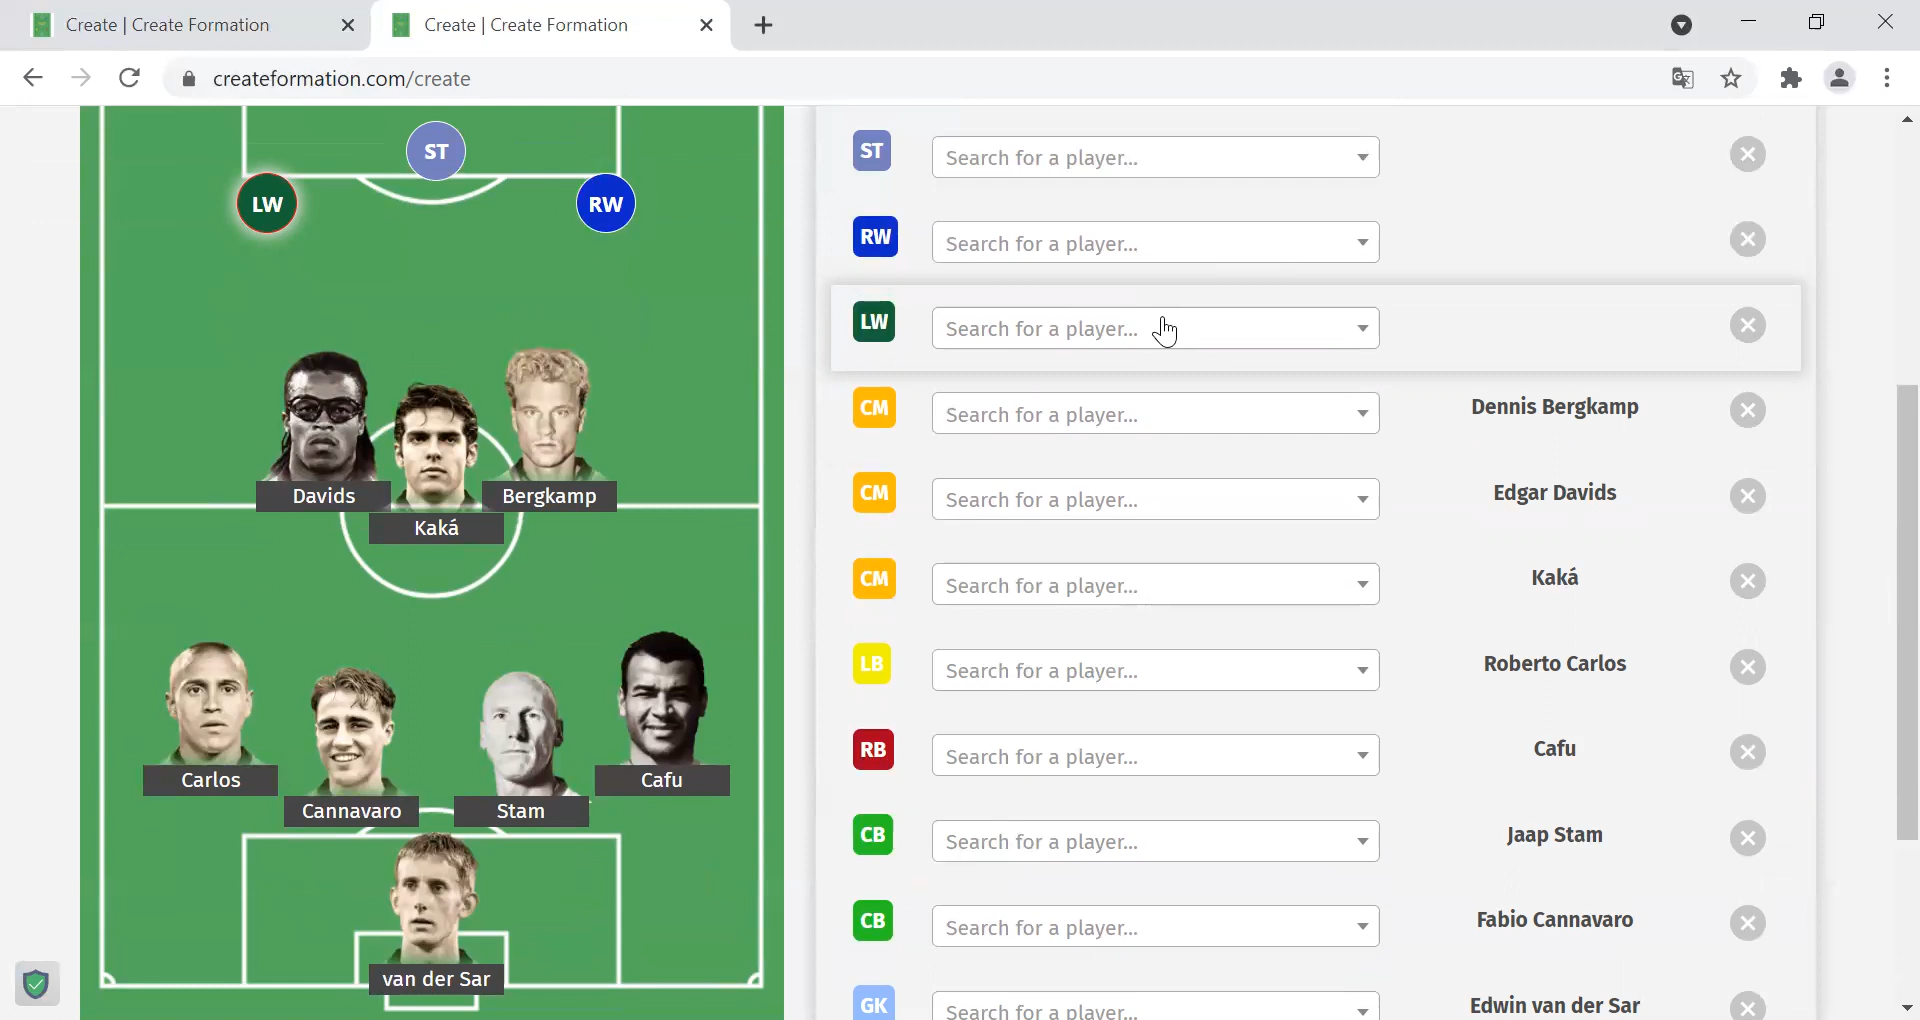 Create | Create Formation
Create | Create Formation
createformation.com/create
ST
LW
RW
Davids
Bergkamp
Kaká
Carlos
Cafu
Cannavaro
Stam
van der Sar
ST Search for a player...
RW Search for a player...
LW Search for a player...
CM Search for a player... Dennis Bergkamp
CM Search for a player... Edgar Davids
CM Search for a player... Kaká
LB Search for a player... Roberto Carlos
RB Search for a player... Cafu
CB Search for a player... Jaap Stam
CB Search for a player... Fabio Cannavaro
GK Search for a player... Edwin van der Sar